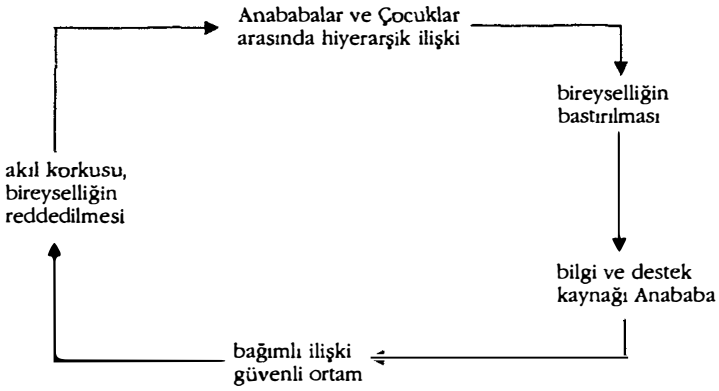 Anababalar ve Çocuklar
arasında hiyerarşik ilişki
bireyselliğin
bastırılması
bilgi ve destek
kaynağı Anababa
bağımlı ilişki
güvenli ortam
akıl korkusu,
bireyselliğin
reddedilmesi